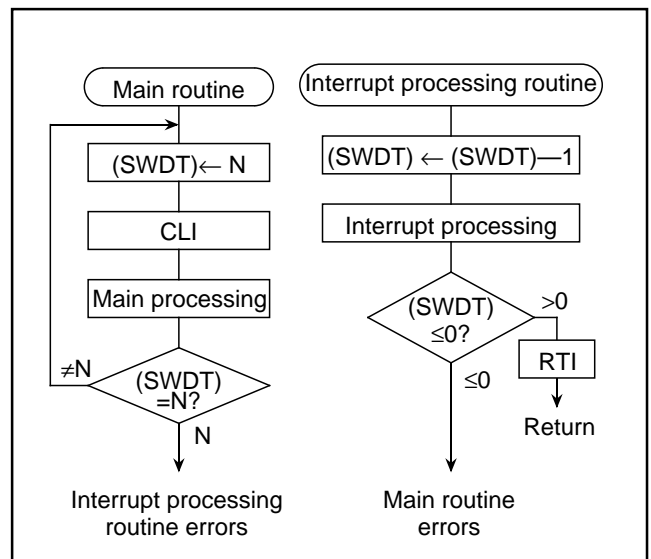 Main routine
(SWDT)← N
CLI
Main processing
≠N
(SWDT)
=N?
N
Interrupt processing
routine errors
Interrupt processing routine
(SWDT) ← (SWDT)—1
Interrupt processing
(SWDT)
≤0?
>0
≤0
RTI
Return
Main routine
errors